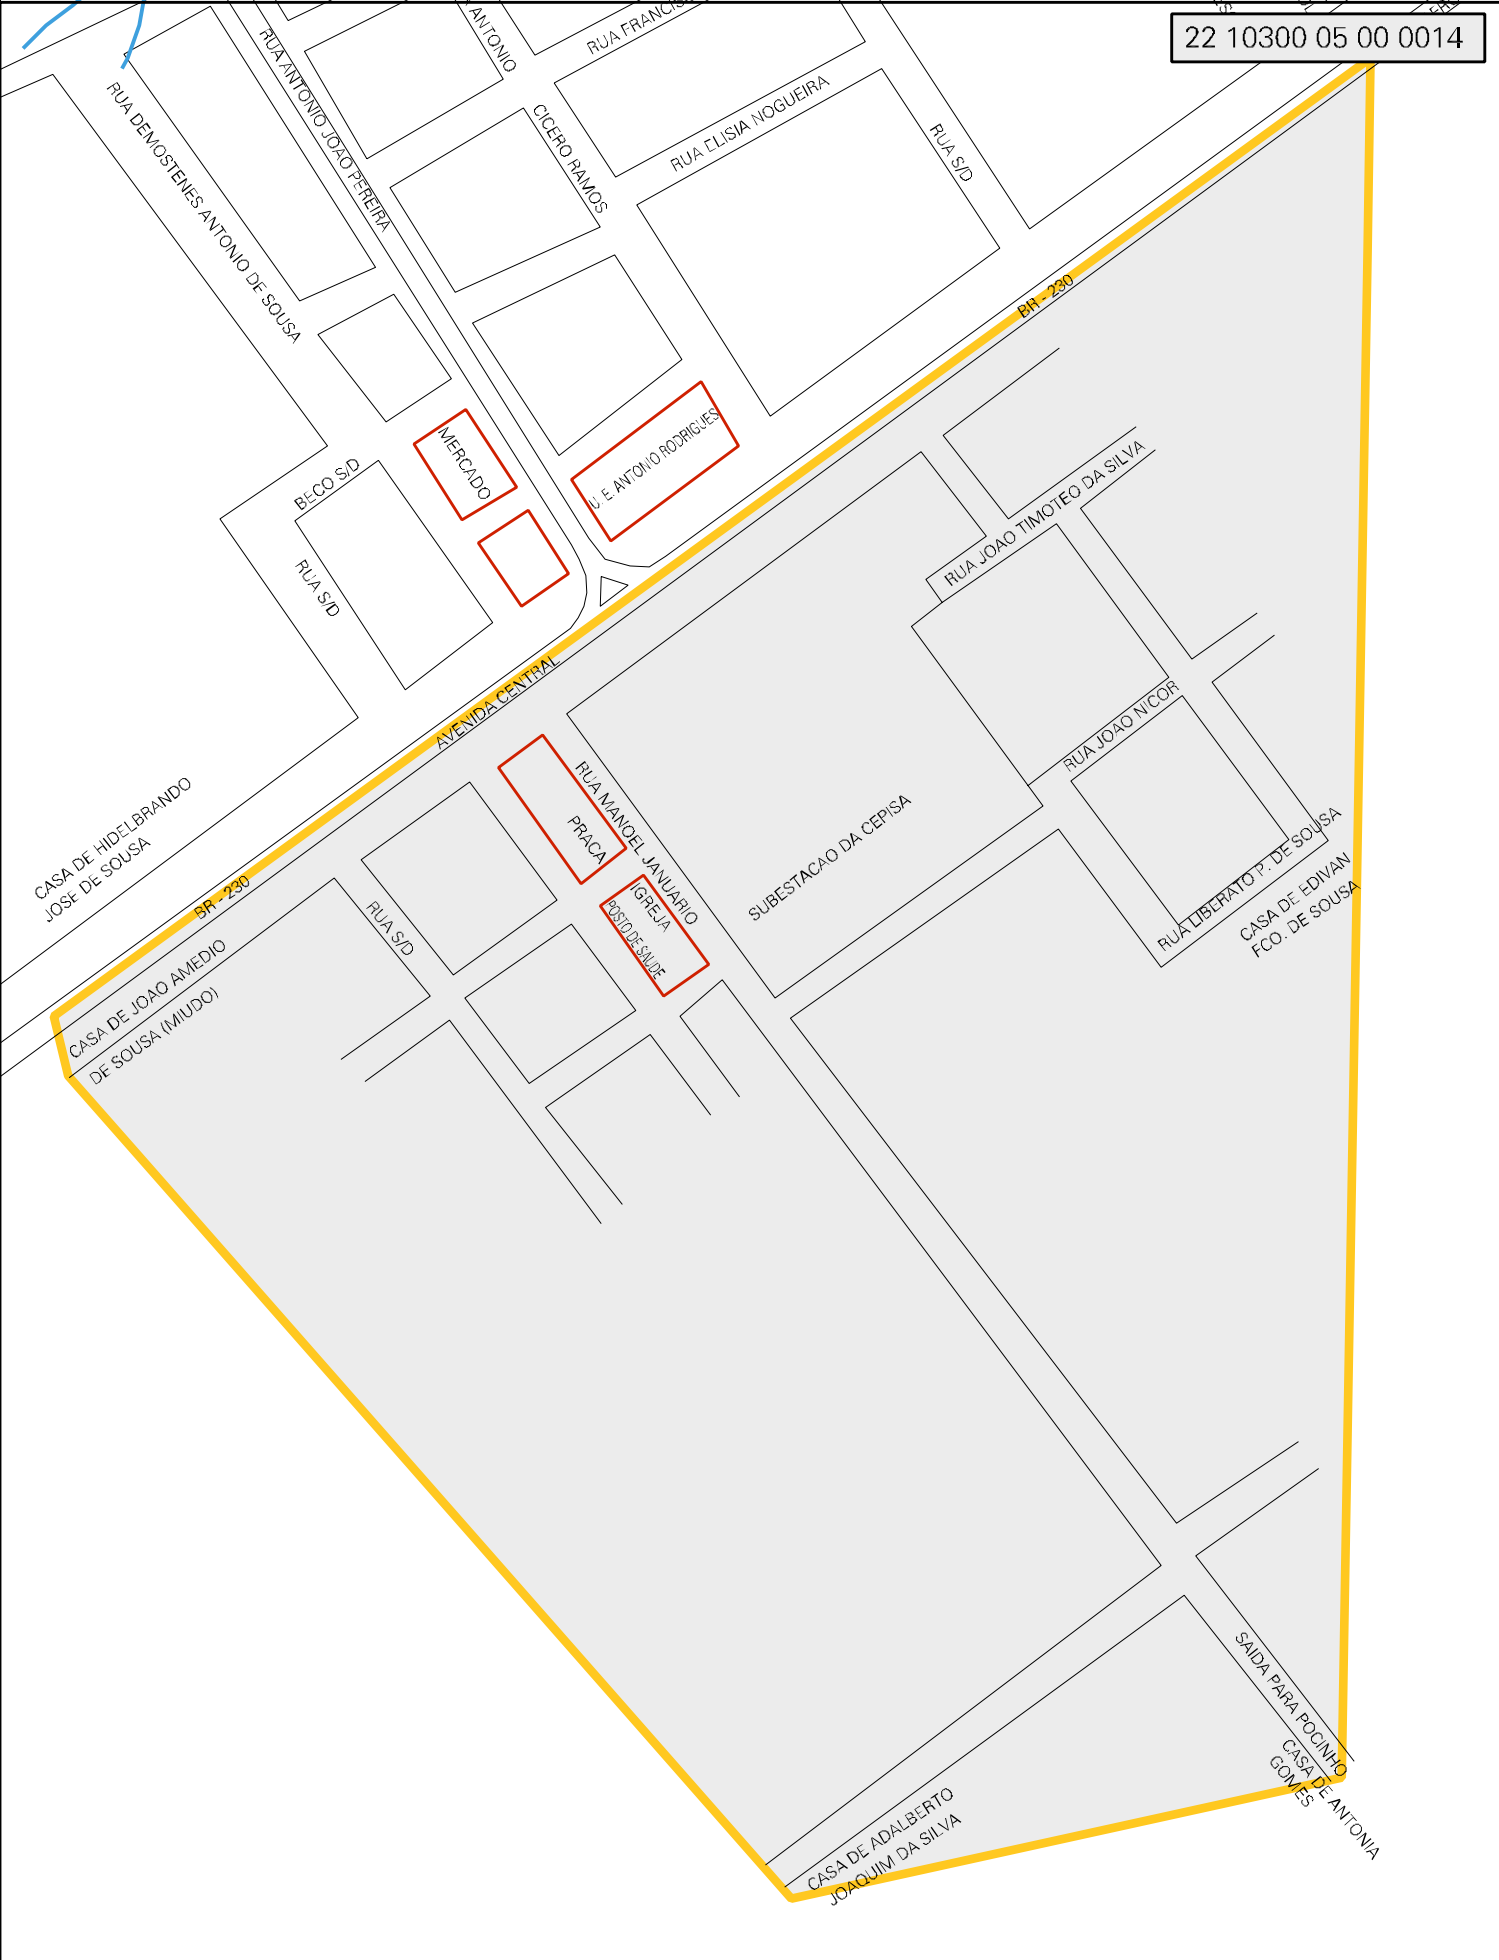 22 10300 05 00 0014
RUA FRANCIS
ANTONIO
RUA ANTONIO JOAO PEREIRA
RUA DEMOSTENES ANTONIO DE SOUSA
CICERO RAMOS
RUA ELISIA NOGUEIRA
RUA S/D
BR - 230
MERCADO
U. E. ANTONIO RODRIGUES
BECO S/D
RUA S/D
RUA JOAO TIMOTEO DA SILVA
AVENIDA CENTRAL
RUA JOAO NICOR
CASA DE HIDELBRANDO
JOSE DE SOUSA
BR - 230
RUA MANOEL JANUARIO
PRACA
SUBESTACAO DA CEPISA
IGREJA
POSTO DE SAUDE
RUA S/D
RUA LIBERATO P. DE SOUSA
CASA DE EDIVAN
FCO. DE SOUSA
CASA DE JOAO AMEDIO
DE SOUSA (MIUDO)
SAIDA PARA POCINHO
CASA DE ANTONIA
GOMES
CASA DE ADALBERTO
JOAQUIM DA SILVA